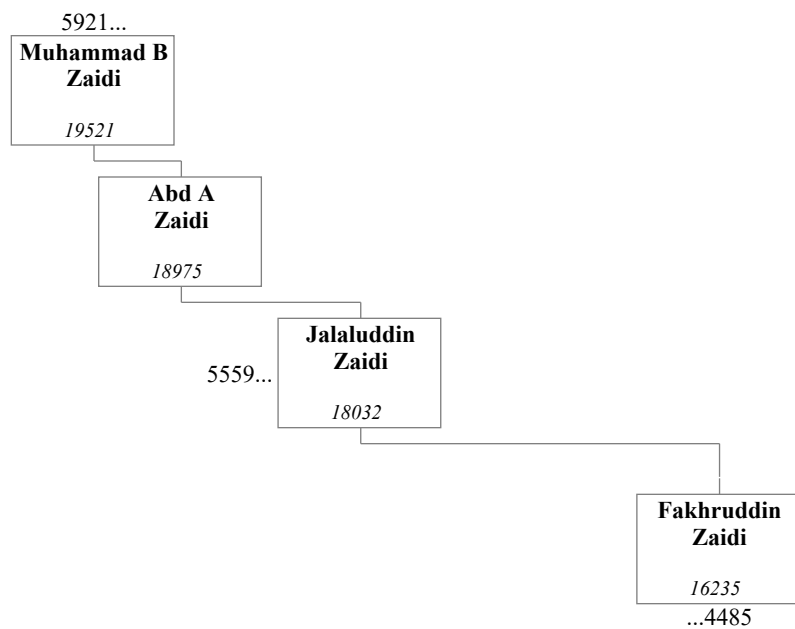 5921...
Muhammad B
Zaidi
19521
Abd A
Zaidi
18975
Jalaluddin
Zaidi
5559...
18032
Fakhruddin
Zaidi
16235
...4485